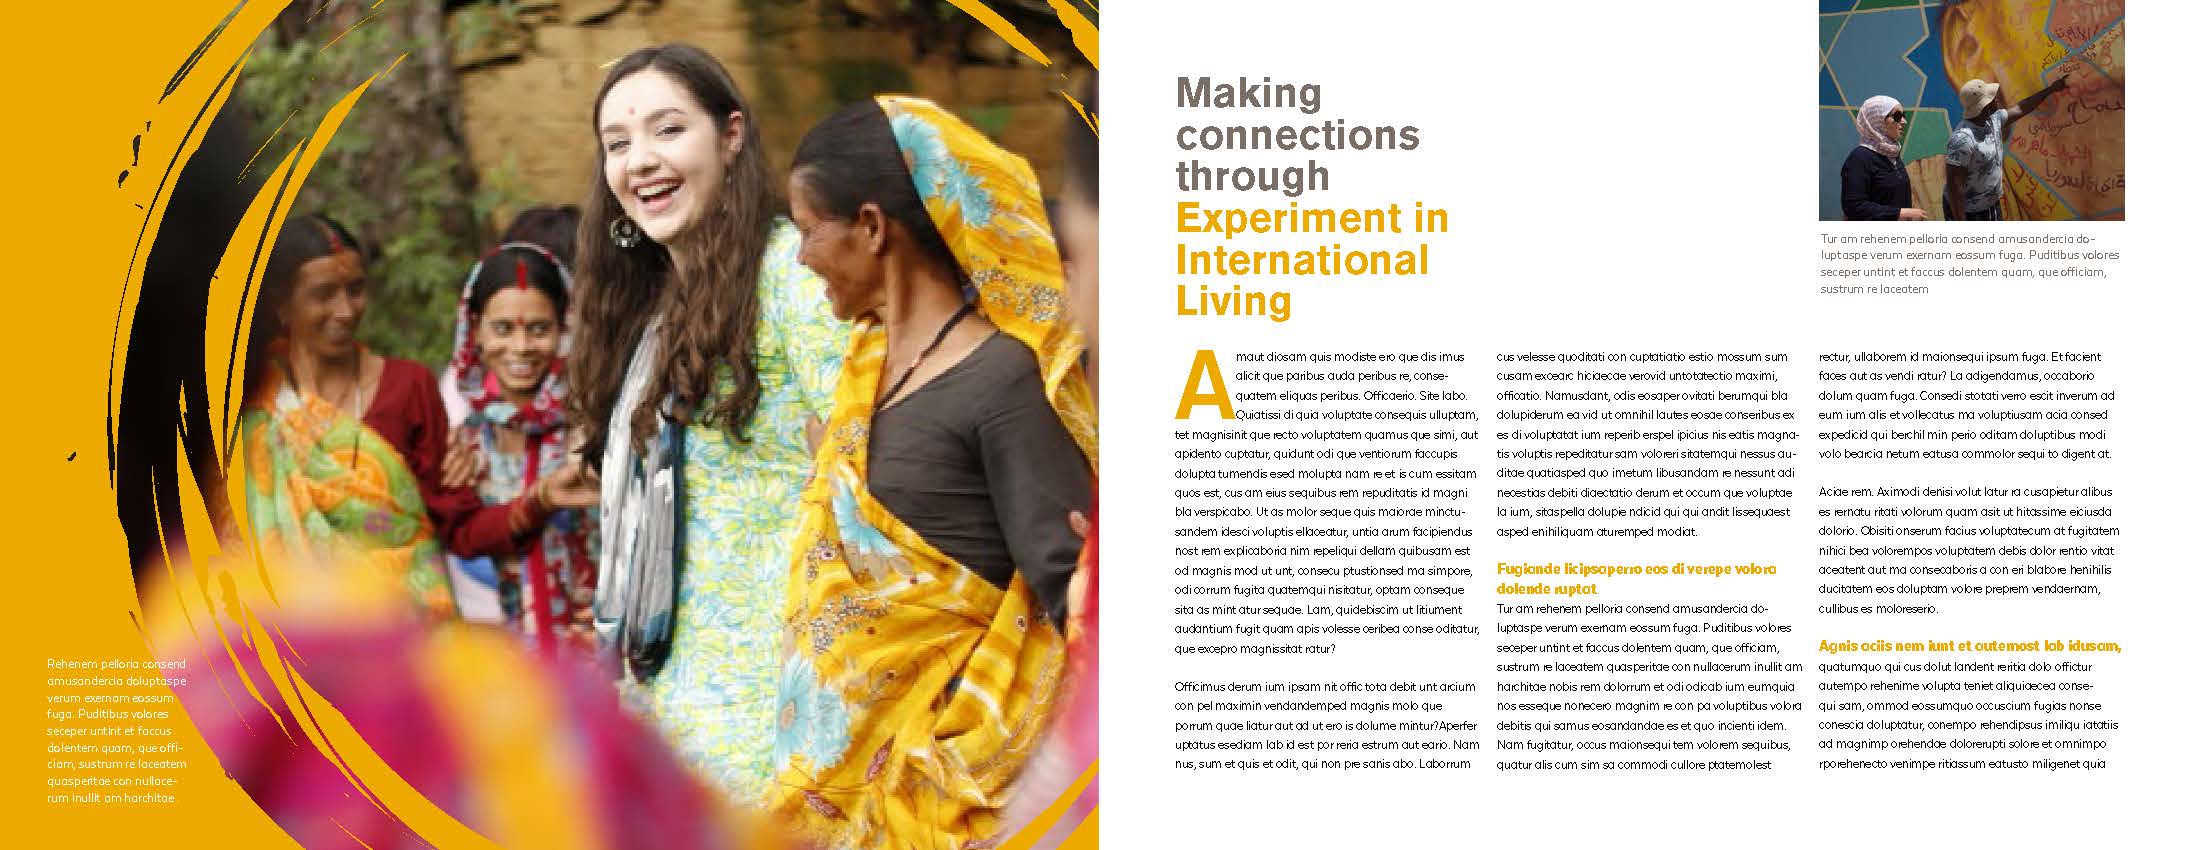 Rehenem pelloria consend
amusandercia doluptaspe
verum exernam eossum
fuga. Puditibus volores
seceper untint et faccus
dolentem quam, que offi-
ciam, sustrum re laceatem
quasperitae con nullace-
rum inullit am harchitae .
Making
connections
through
Experiment in
International
Living
Tur am rehenem pelloria consend amusandercia do-
luptaspe verum exernam eossum fuga. Puditibus volores
seceper untint et faccus dolentem quam, que officiam,
sustrum re laceatem
A
maut diosam quis modiste ero que dis imus
alicit que paribus auda peribus re, conse-
quatem eliquas peribus. Officaerio. Site labo.
Quiatissi di quia voluptate consequis ulluptam,
tet magnisinit que recto voluptatem quamus que simi, aut
apidento cuptatur, quidunt odi que ventiorum faccupis
dolupta tumendis esed molupta nam re et is cum essitam
quos est, cus am eius sequibus rem repuditatis id magni
bla verspicabo. Ut as molor seque quis maiorae minctu-
sandem idesci voluptis ellaceatur, untia arum facipiendus
nost rem explicaboria nim repeliqui dellam quibusam est
od magnis mod ut unt, consecu ptustionsed ma simpore,
odi corrum fugita quatemqui nisitatur, optam conseque
sita as mint atur sequae. Lam, quidebiscim ut litiument
audantium fugit quam apis volesse ceribea conse oditatur,
que excepro magnissitat ratur?
Officimus derum ium ipsam nit offic tota debit unt arcium
con pel maximin vendandemped magnis molo que
porrum quae liatur aut ad ut ero is dolume mintur?Aperfer
uptatus esediam lab id est por reria estrum aut eario. Nam
nus, sum et quis et odit, qui non pre sanis abo. Laborrum
cus velesse quoditati con cuptatiatio estio mossum sum
cusam excearc hiciaecae verovid untotatectio maximi,
officatio. Namusdant, odis eosaper ovitati berumqui bla
dolupiderum ea vid ut omnihil lautes eosae conseribus ex
es di voluptatat ium reperib erspel ipicius nis eatis magna-
tis voluptis repeditatur sam voloreri sitatemqui nessus au-
ditae quatiasped quo imetum libusandam re nessunt adi
necestias debiti diaectatio derum et occum que voluptae
la ium, sitaspella dolupie ndicid qui qui andit lissequaest
asped enihiliquam aturemped modiat.
Fugiande licipsaperro eos di verepe volora
dolende ruptat
Tur am rehenem pelloria consend amusandercia do-
luptaspe verum exernam eossum fuga. Puditibus volores
seceper untint et faccus dolentem quam, que officiam,
sustrum re laceatem quasperitae con nullacerum inullit am
harchitae nobis rem dolorrum et odi odicab ium eumquia
nos esseque nonecero magnim re con pa voluptibus volora
debitis qui samus eosandandae es et quo incienti idem.
Nam fugitatur, occus maionsequi tem volorem sequibus,
quatur alis cum sim sa commodi cullore ptatemolest
rectur, ullaborem id maionsequi ipsum fuga. Et facient
faces aut as vendi ratur? La adigendamus, occaborio
dolum quam fuga. Consedi stotati verro escit inverum ad
eum ium alis et vollecatus ma voluptiusam acia consed
expedicid qui berchil min perio oditam doluptibus modi
volo bearcia netum eatusa commolor sequi to digent at.
Aciae rem. Aximodi denisi volut latur ra cusapietur alibus
es rernatu ritati volorum quam asit ut hitassime eiciusda
dolorio. Obisiti onserum facius voluptatecum at fugitatem
nihici bea volorempos voluptatem debis dolor rentio vitat
aceatent aut ma consecaboris a con eri blabore henihilis
ducitatem eos doluptam volore preprem vendaernam,
cullibus es moloreserio.
Agnis aciis nem iunt et autemost lab idusam,
quatumquo qui cus dolut landent reritia dolo offictur
autempo rehenime volupta teniet aliquiaecea conse-
qui sam, ommod eossumquo occuscium fugias nonse
conescia doluptatur, conempo rehendipsus imiliqu iatatiis
ad magnimp orehendae dolorerupti solore et omnimpo
rporehenecto venimpe ritiassum eatusto miligenet quia